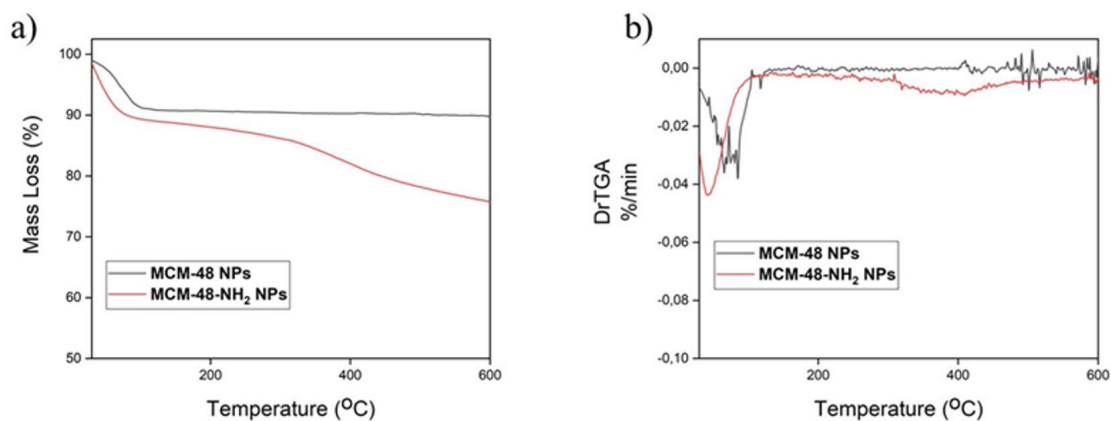 a)
Mass Loss (%)
100
90
80
70
60
50
MCM-48 NPs
MCM-48-NH₂ NPs
200
400
600
Temperature (ºC)
b)
DrTGA
%/min
0,00
-0,02
-0,04
-0,06
-0,08
-0,10
MCM-48 NPs
MCM-48-NH₂ NPs
200
400
600
Temperature (ºC)